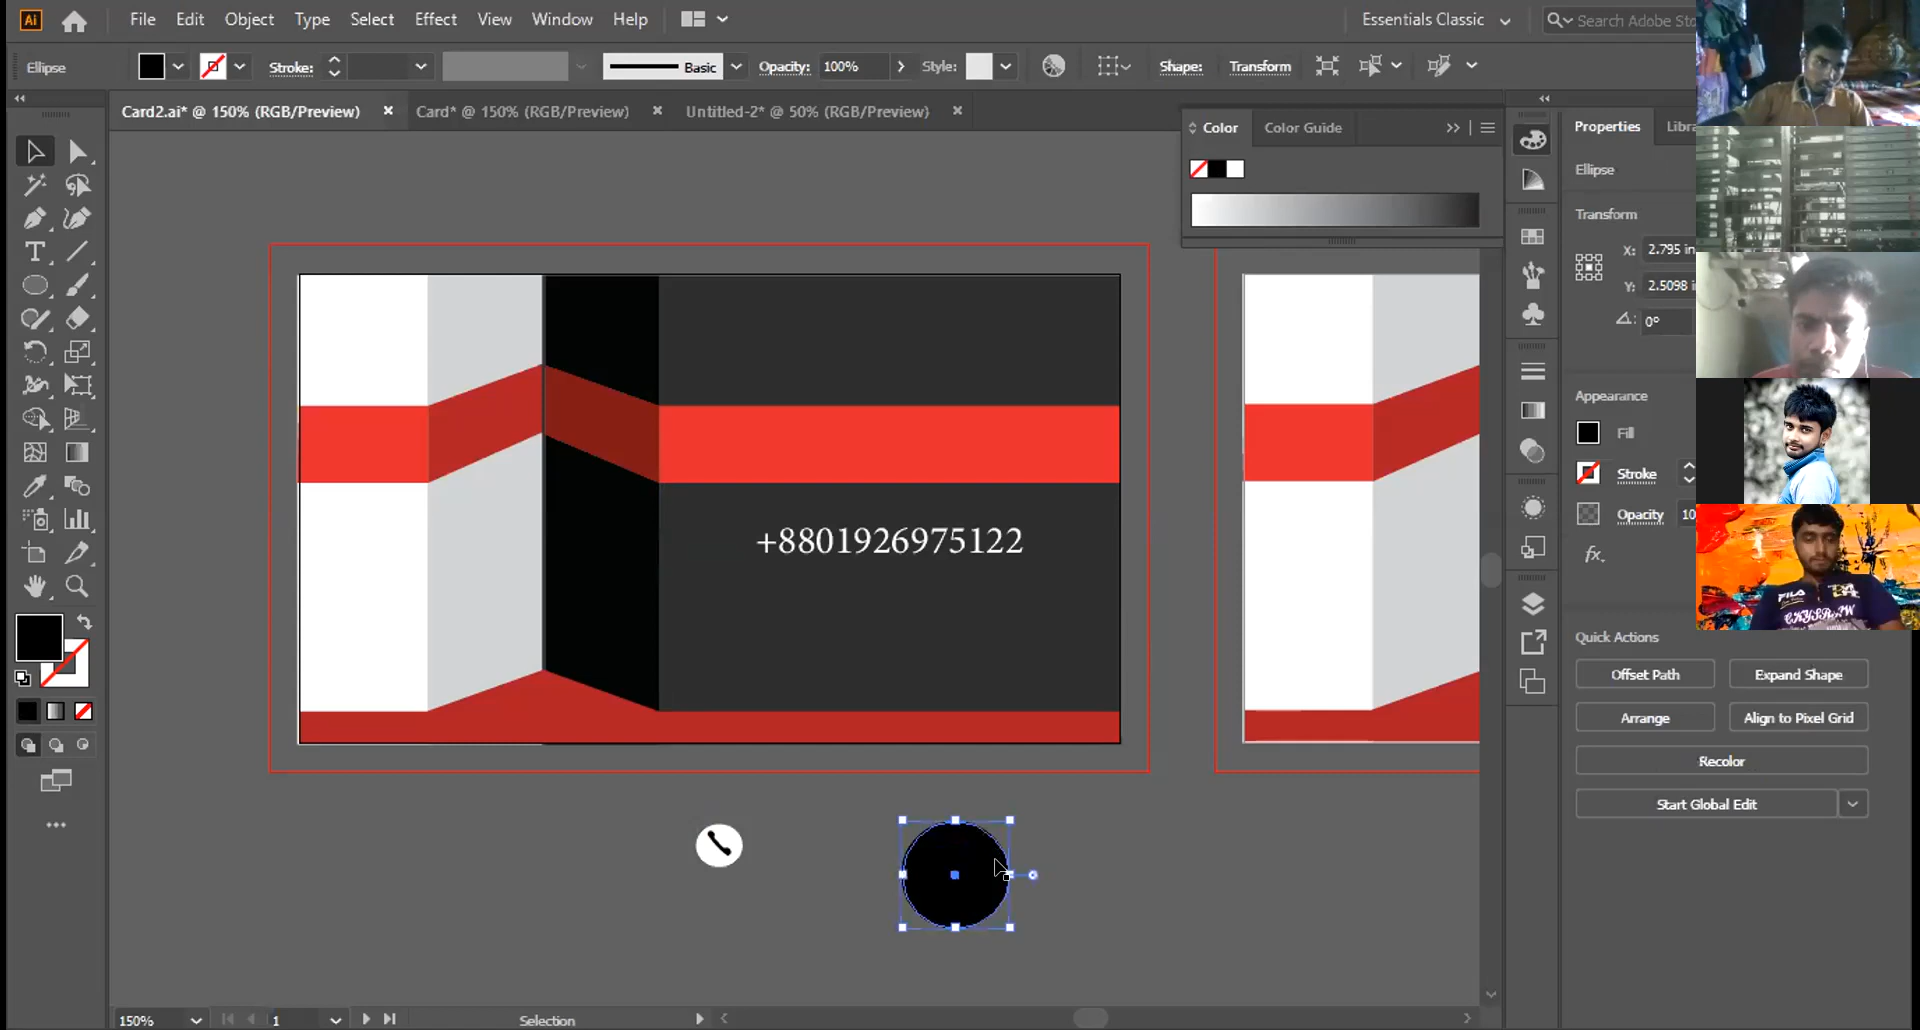 Ai File Edit Object Type Select Effect View Window Help Essentials Classic Search Adobe Sto
Ellipse Stroke: Basic Opacity: 100% Style: Shape: Transform
Card2.ai* @ 150% (RGB/Preview) Card* @ 150% (RGB/Preview) Untitled-2* @ 50% (RGB/Preview)
Color Color Guide
Properties Libra
Ellipse
Transform
X: 2.795 in
Y: 2.5098 i
0°
Appearance
Fill
Stroke
Opacity 10
fx.
+8801926975122
FILA
Quick Actions
Offset Path Expand Shape
Arrange Align to Pixel Grid
Recolor
Start Global Edit
150% 1 Selection